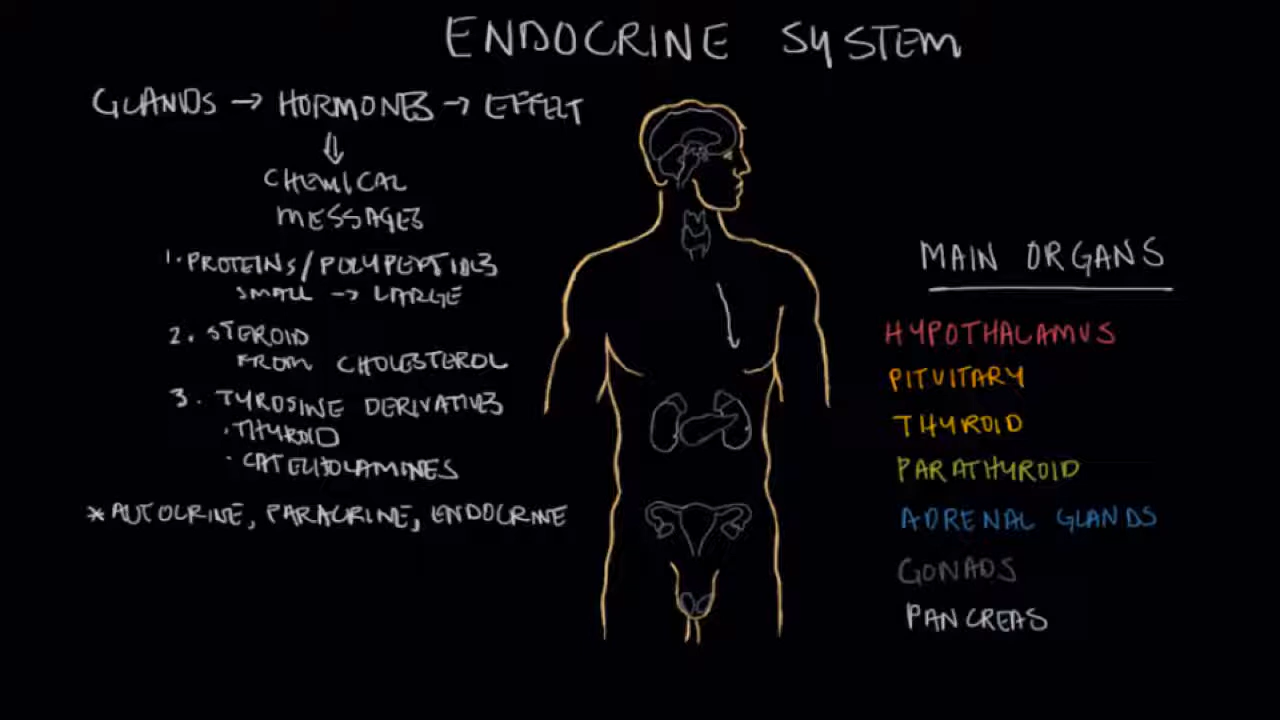 ENDOCRINE SYSTEM
GLANDS → HORMONES → EFFECT
⇓
CHEMICAL
MESSAGES
1. PROTEINS/POLYPEPTIDES
SMALL → LARGE
2. STEROID
FROM CHOLESTEROL
3. TYROSINE DERIVATIVES
· THYROID
· CATECHOLAMINES
* AUTOCRINE, PARACRINE, ENDOCRINE
MAIN ORGANS
HYPOTHALAMUS
PITUITARY
THYROID
PARATHYROID
ADRENAL GLANDS
GONADS
PANCREAS